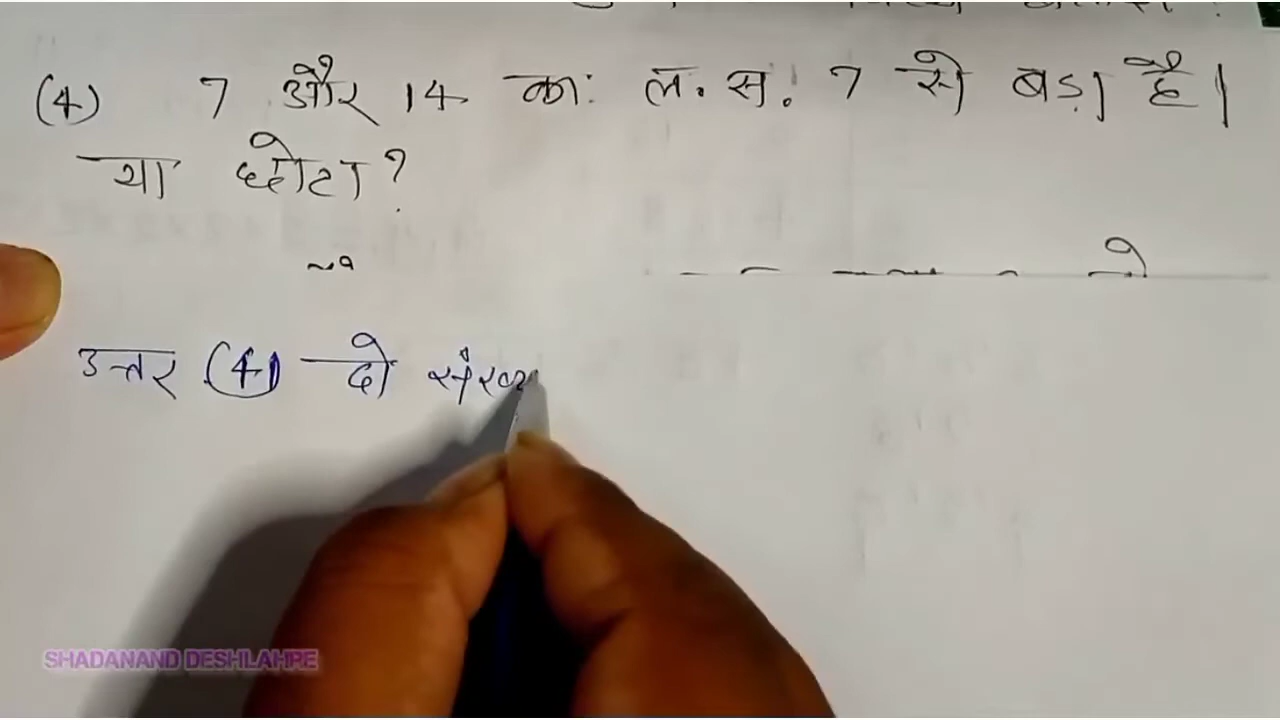 (4) 7 और 14 का ल. स. 7 से बड़ा है।
या छोटा?
उत्तर (4) दो
SHADANAND DESHLAHRE